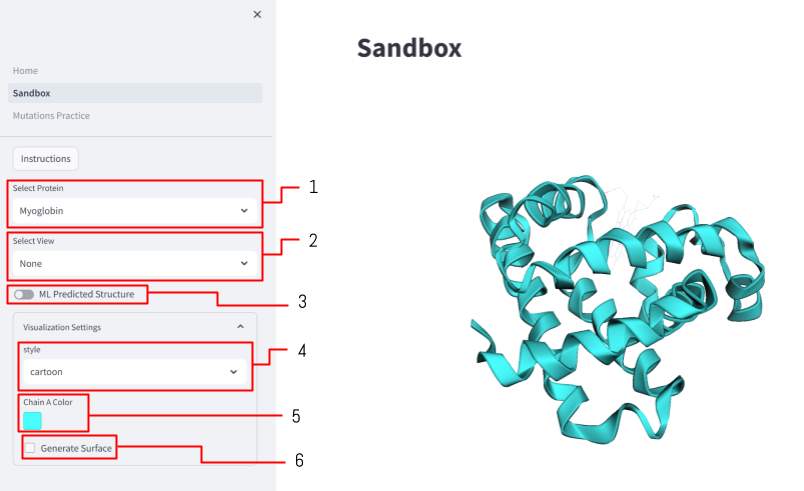 Sandbox
Home
Sandbox
Mutations Practice
Instructions
Select Protein
Myoglobin
1
Select View
None
2
ML Predicted Structure
3
Visualization Settings
style
cartoon
4
Chain A Color
5
Generate Surface
6